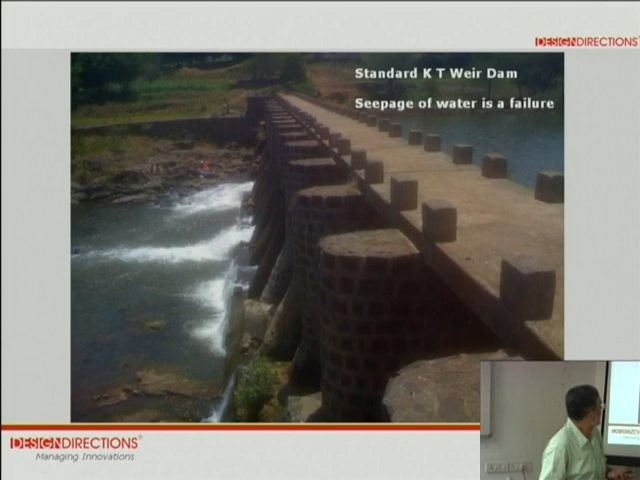 DESIGNDIRECTIONS
Standard K T Weir Dam
Seepage of water is a failure
DESIGNDIRECTIONS®
Managing Innovations